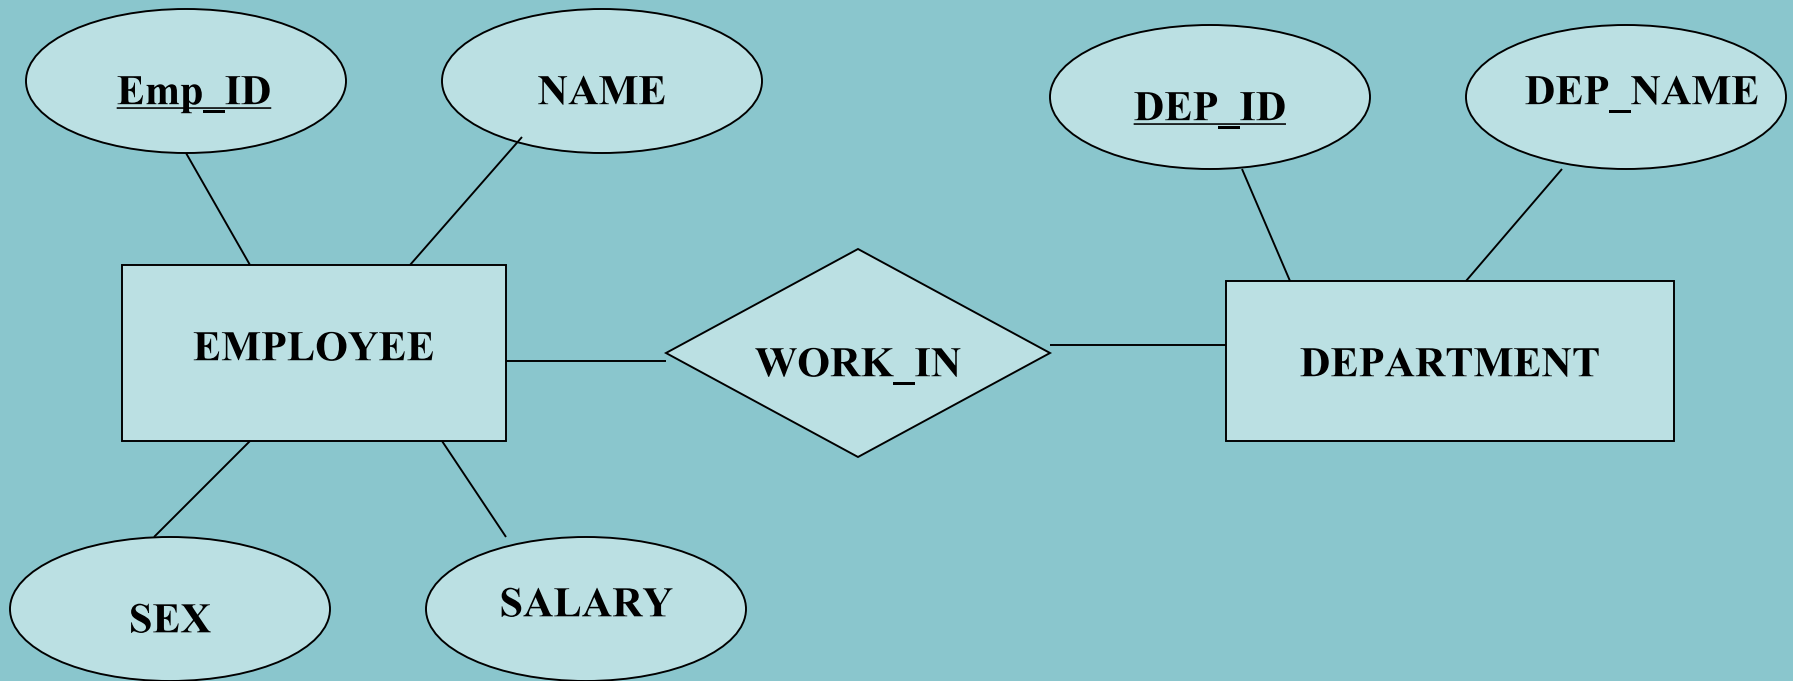 Emp_ID
NAME
DEP_ID
DEP_NAME
EMPLOYEE
WORK_IN
DEPARTMENT
SEX
SALARY